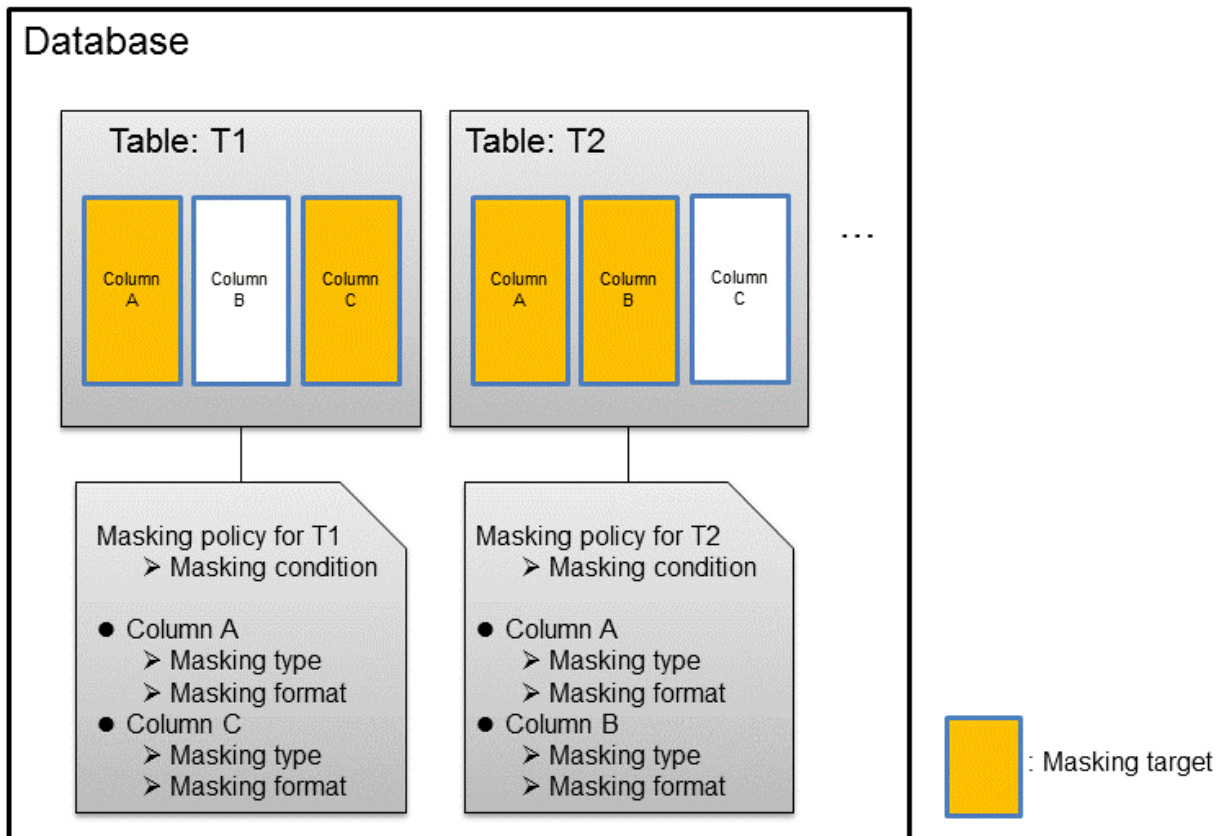 Database
Table: T1
Column
A
Column
B
Column
C
Table: T2
Column
A
Column
B
Column
C
...
Masking policy for T1
➢ Masking condition
● Column A
➢ Masking type
➢ Masking format
● Column C
➢ Masking type
➢ Masking format
Masking policy for T2
➢ Masking condition
● Column A
➢ Masking type
➢ Masking format
● Column B
➢ Masking type
➢ Masking format
: Masking target